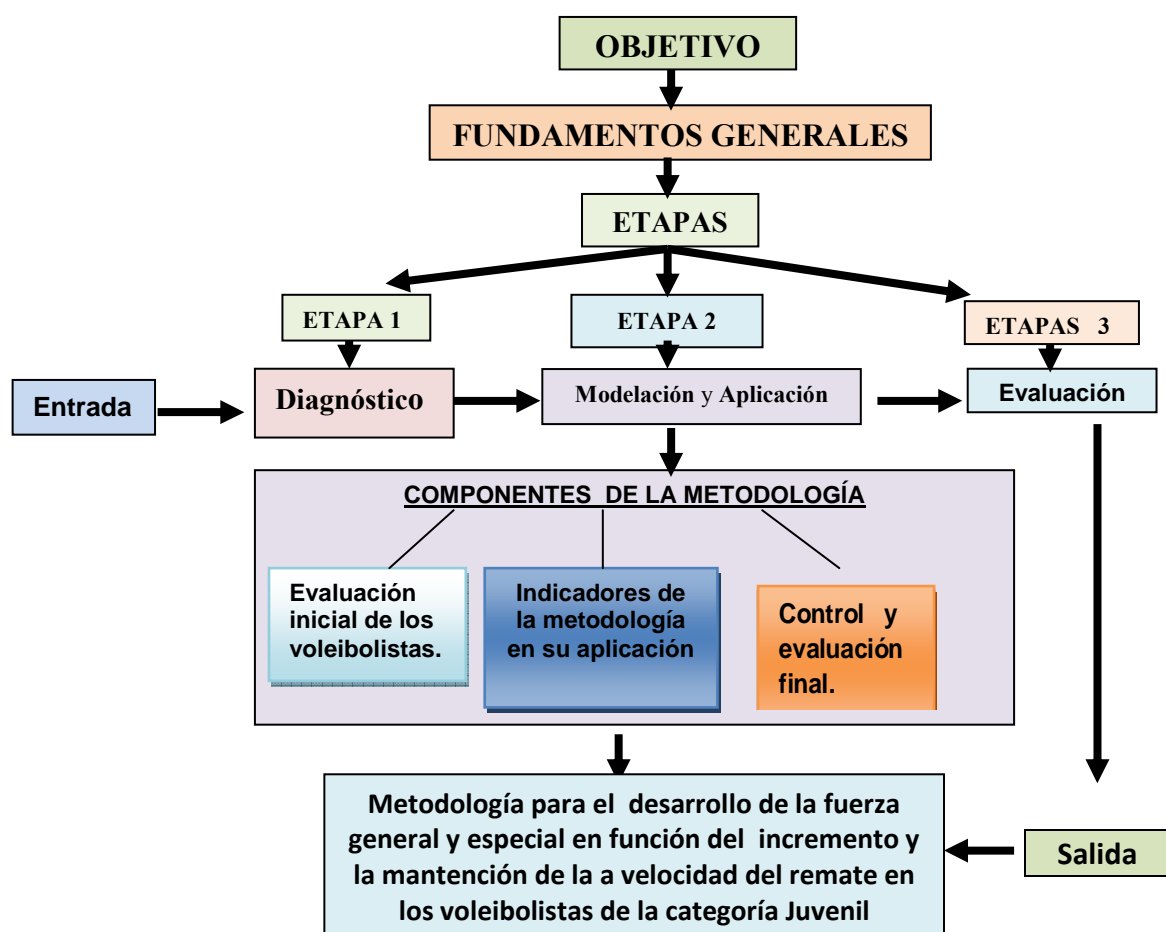 OBJETIVO
FUNDAMENTOS GENERALES
ETAPAS
ETAPA 1
ETAPA 2
ETAPAS 3
Entrada
Diagnóstico
Modelación y Aplicación
Evaluación
COMPONENTES DE LA METODOLOGÍA
Evaluación
inicial de los
voleibolistas.
Indicadores de
la metodología
en su aplicación
Control y
evaluación
final.
Metodología para el desarrollo de la fuerza
general y especial en función del incremento y
la mantención de la a velocidad del remate en
los voleibolistas de la categoría Juvenil
Salida